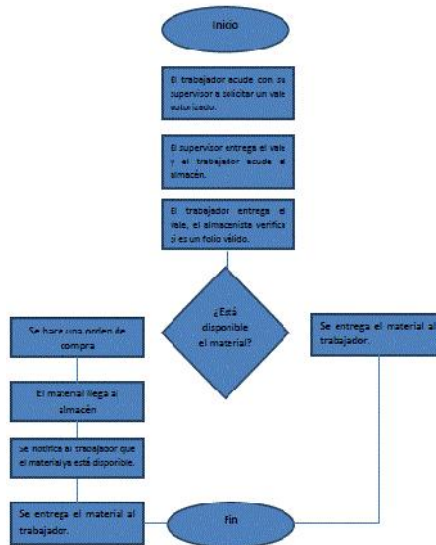 Inicio
El trabajador acude con su
supervisor a solicitar un vale
autorizado.
El supervisor entrega el vale
y el trabajador acude al
almacén.
El trabajador entrega el
vale, el almacenista verifica
si es un folio válido.
¿Está
disponible
el material?
Se hace una orden de
compra
El material llega al
almacén
Se notifica al trabajador que
el material ya está disponible.
Se entrega el material al
trabajador.
Se entrega el material al
trabajador.
Fin